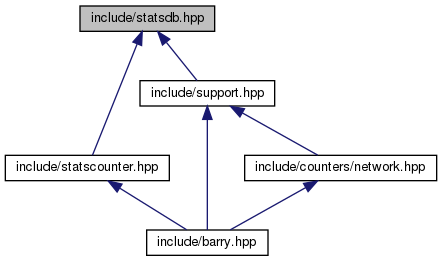 include/statsdb.hpp
include/support.hpp
include/statscounter.hpp
include/counters/network.hpp
include/barry.hpp